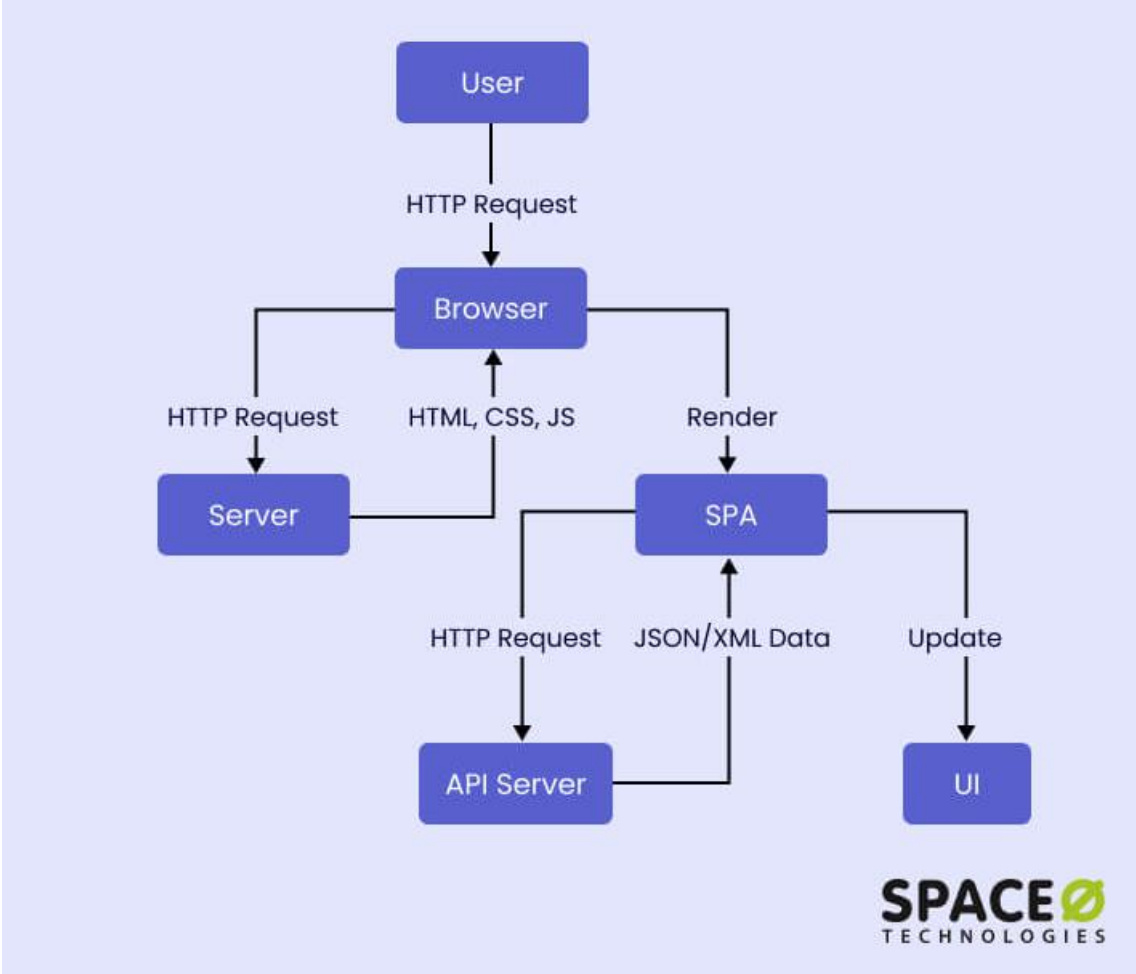 User
HTTP Request
Browser
HTTP Request
HTML, CSS, JS
Render
Server
SPA
HTTP Request
JSON/XML Data
Update
API Server
UI
SPACEO
TECHNOLOGIES